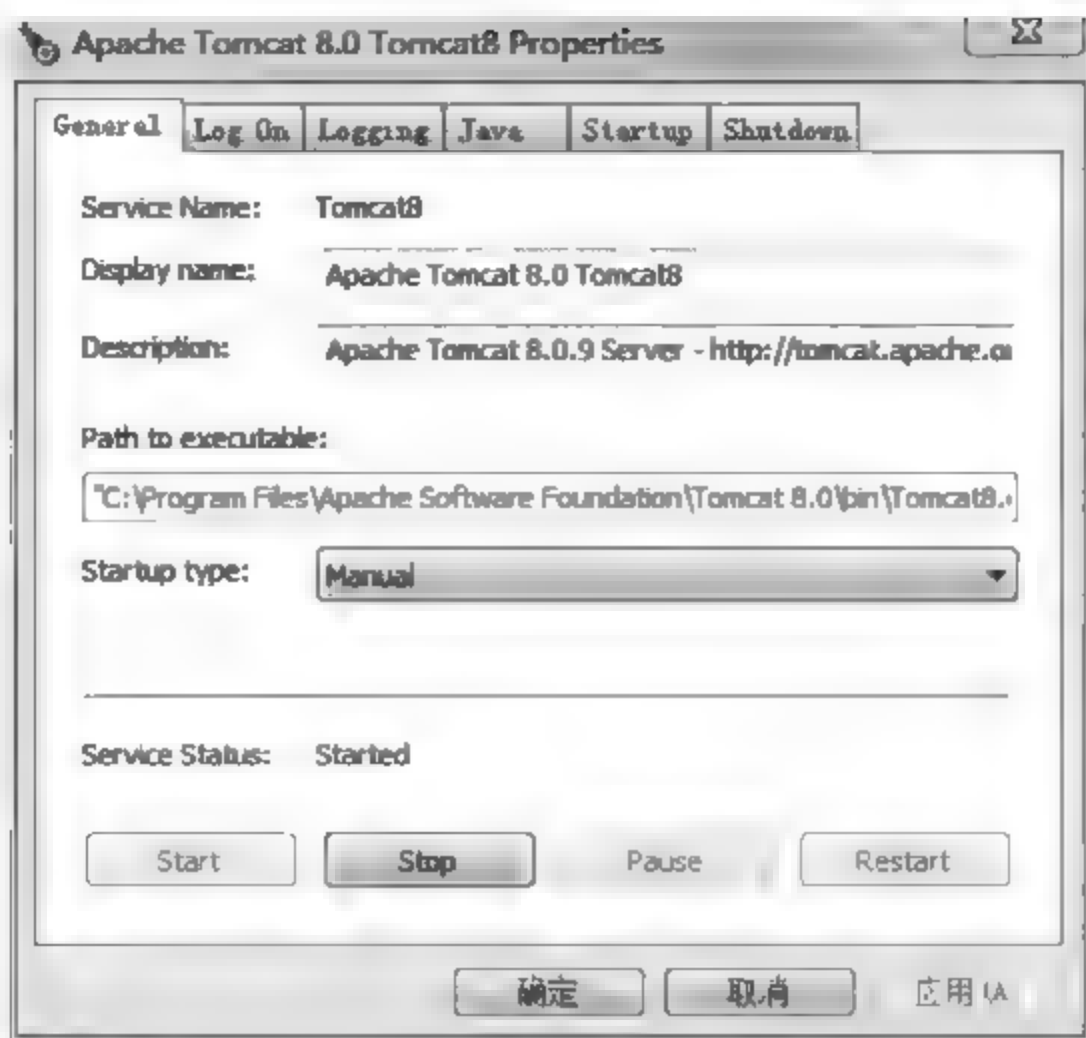 Apache Tomcat 8.0 Tomcat8 Properties
General Log On Logging Java Startup Shutdown
Service Name: Tomcat8
Display name: Apache Tomcat 8.0 Tomcat8
Description: Apache Tomcat 8.0.9 Server - http://tomcat.apache.or
Path to executable:
"C:\Program Files\Apache Software Foundation\Tomcat 8.0\bin\Tomcat8.
Startup type: Manual
Service Status: Started
Start Stop Pause Restart
确定 取消 应用(A